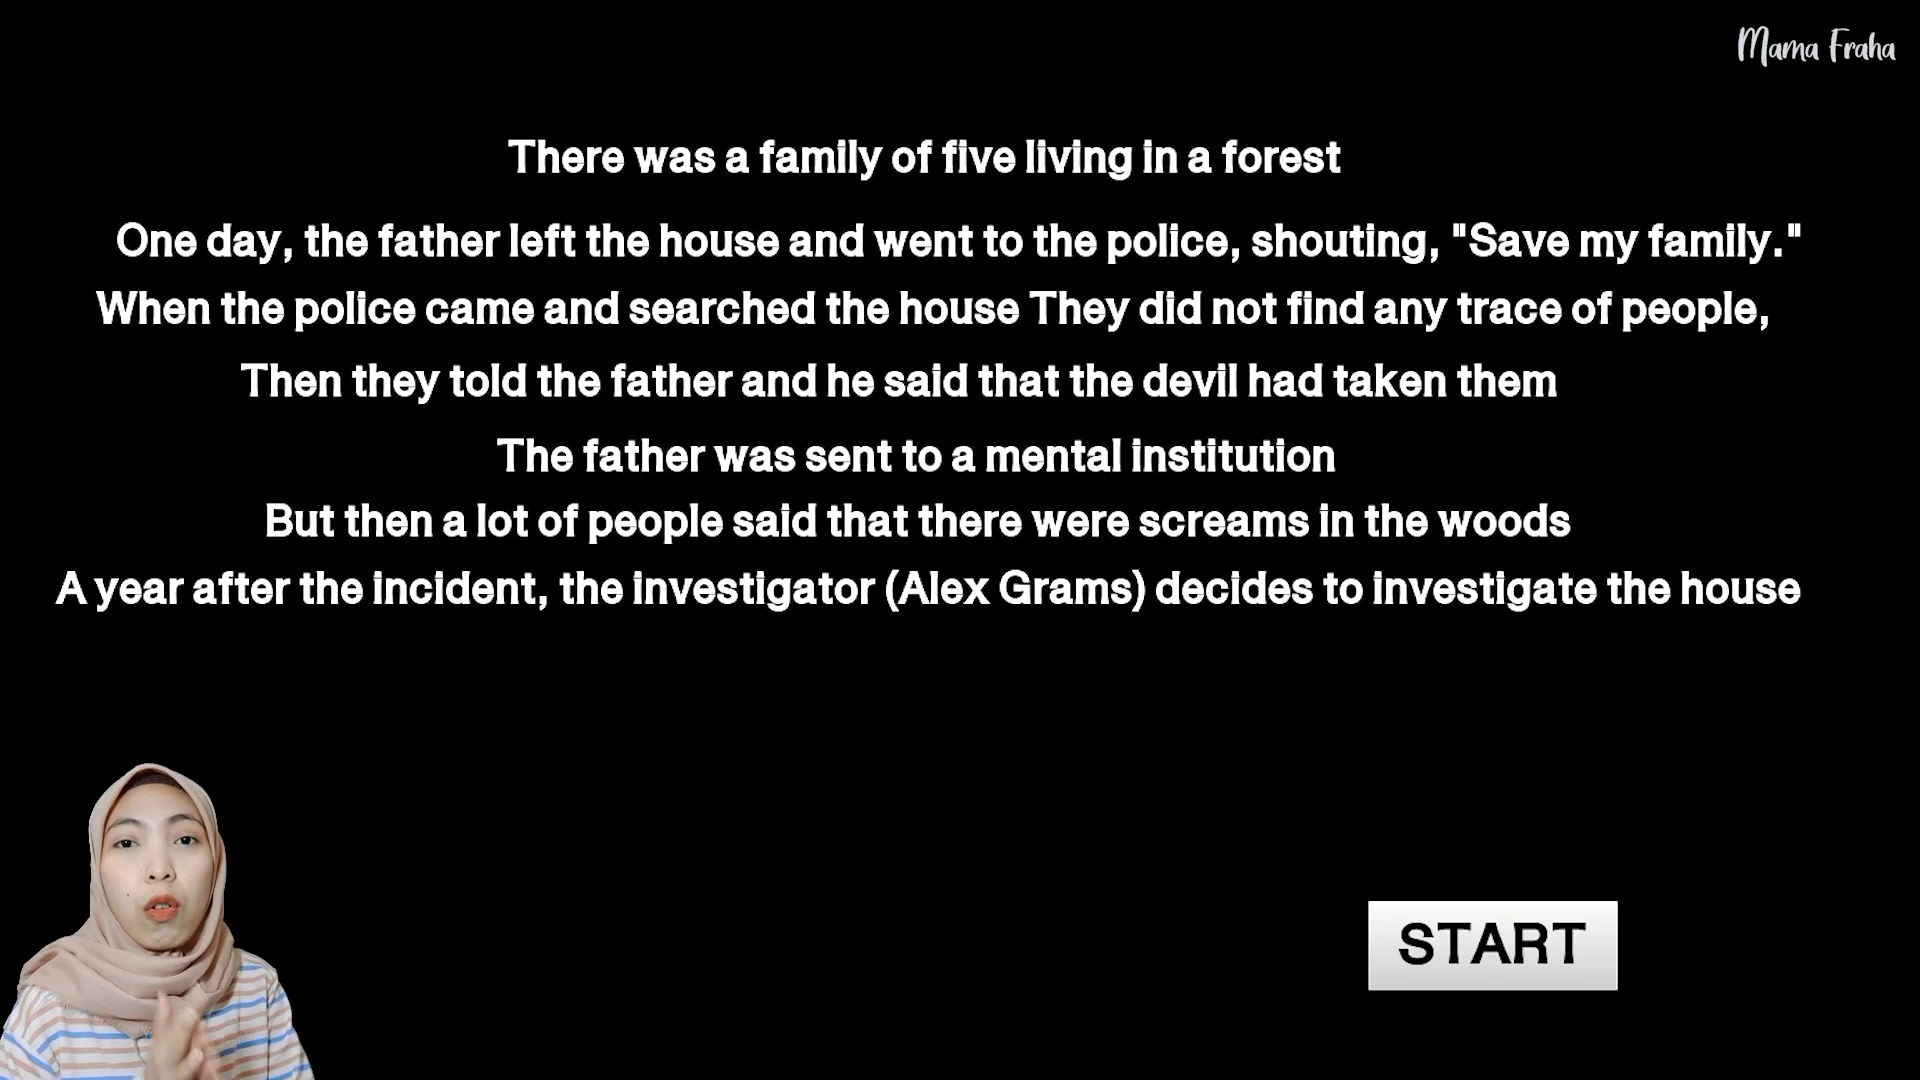 Mama Fraha
There was a family of five living in a forest
One day, the father left the house and went to the police, shouting, "Save my family."
When the police came and searched the house They did not find any trace of people,
Then they told the father and he said that the devil had taken them
The father was sent to a mental institution
But then a lot of people said that there were screams in the woods
A year after the incident, the investigator (Alex Grams) decides to investigate the house
START